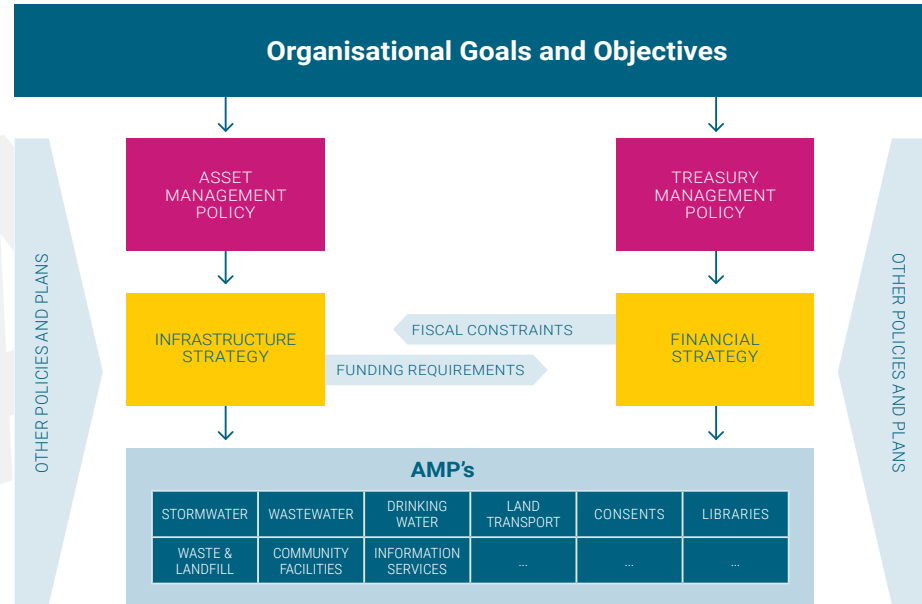 Organisational Goals and Objectives
ASSET
MANAGEMENT
POLICY
TREASURY
MANAGEMENT
POLICY
OTHER POLICIES AND PLANS
OTHER POLICIES AND PLANS
INFRASTRUCTURE
STRATEGY
FISCAL CONSTRAINTS
FUNDING REQUIREMENTS
FINANCIAL
STRATEGY
AMP's
STORMWATER
WASTEWATER
DRINKING
WATER
LAND
TRANSPORT
CONSENTS
LIBRARIES
WASTE &
LANDFILL
COMMUNITY
FACILITIES
INFORMATION
SERVICES
...
...
...